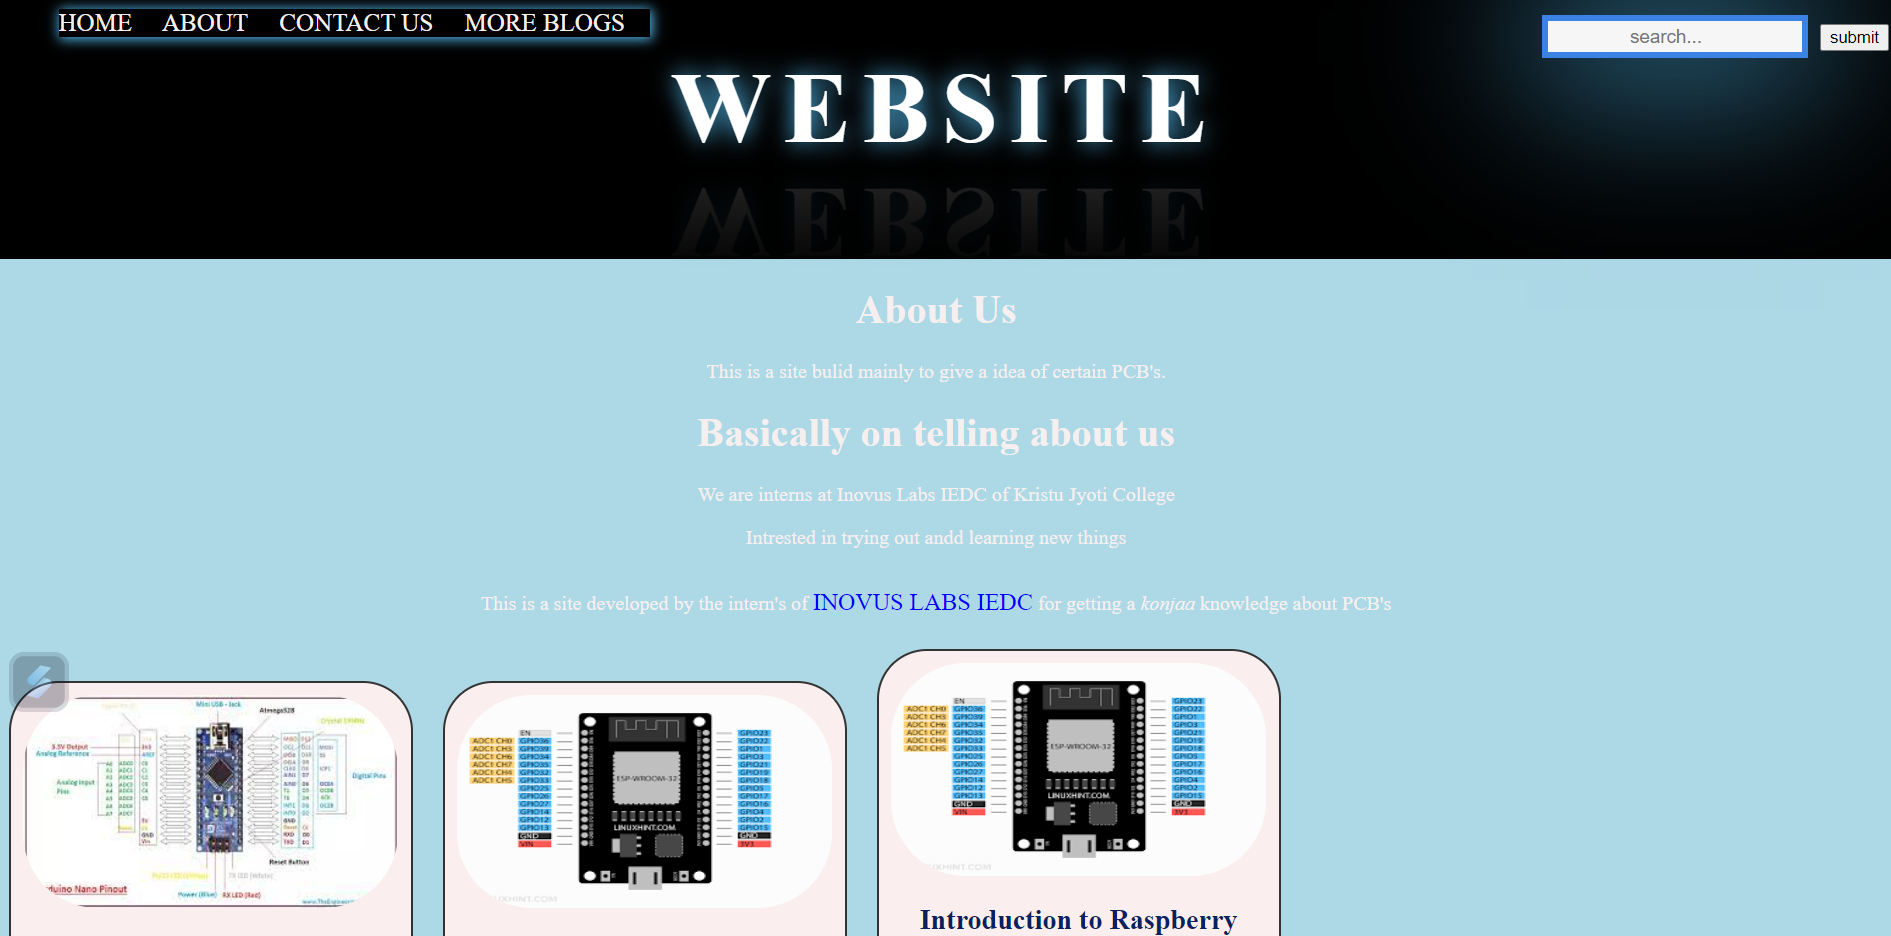 HOME ABOUT CONTACT US MORE BLOGS
search...
submit
WEBSITE
About Us
This is a site bulid mainly to give a idea of certain PCB's.
Basically on telling about us
We are interns at Inovus Labs IEDC of Kristu Jyoti College
Intrested in trying out andd learning new things
This is a site developed by the intern's of INOVUS LABS IEDC for getting a konjaa knowledge about PCB's
Mini USB - Jack
Atmega328
Crystal
3.3V Output
Analog Reference
Analog Input
Pins
Digital Pins
Reset Button
TX LED (White)
Power (Blue) RX LED (Red)
duino Nano Pinout
EN GPIO23
ADC1 CH0 GPIO36 GPIO22
ADC1 CH3 GPIO39 GPIO1
ADC1 CH6 GPIO34 GPIO3
ADC1 CH7 GPIO35 GPIO21
ADC1 CH4 GPIO32 GPIO19
ADC1 CH5 GPIO33 GPIO18
GPIO25 GPIO5
GPIO26 GPIO17
GPIO27 GPIO16
GPIO14 GPIO4
GPIO12 GPIO2
GPIO13 GPIO15
GND GND
VIN 3V3
ESP-WROOM-32
LINUXHINT.COM
UXHINT.COM
EN GPIO23
ADC1 CH0 GPIO36 GPIO22
ADC1 CH3 GPIO39 GPIO1
ADC1 CH6 GPIO34 GPIO3
ADC1 CH7 GPIO35 GPIO21
ADC1 CH4 GPIO32 GPIO19
ADC1 CH5 GPIO33 GPIO18
GPIO25 GPIO5
GPIO26 GPIO17
GPIO27 GPIO16
GPIO14 GPIO4
GPIO12 GPIO2
GPIO13 GPIO15
GND GND
VIN 3V3
ESP-WROOM-32
LINUXHINT.COM
UXHINT.COM
Introduction to Raspberry